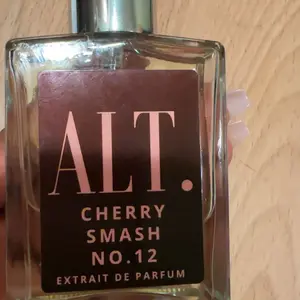 ALT.
CHERRY
SMASH
NO.12
EXTRAIT DE PARFUM